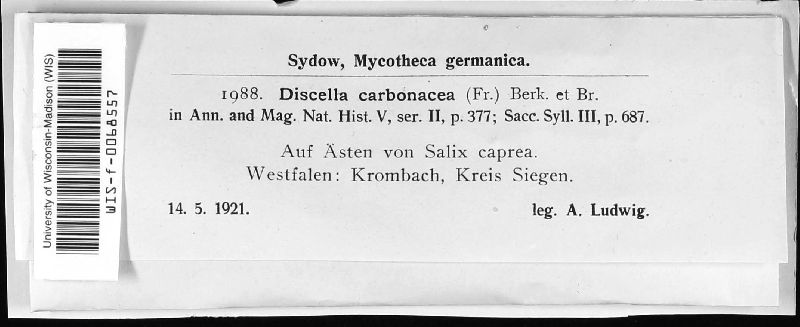 Sydow, Mycotheca germanica.
1988. Discella carbonacea (Fr.) Berk. et Br.
in Ann. and Mag. Nat. Hist. V, ser. II, p. 377; Sacc. Syll. III, p. 687.
Auf Ästen von Salix caprea.
Westfalen: Krombach, Kreis Siegen.
14. 5. 1921. leg. A. Ludwig.
University of Wisconsin-Madison (WIS)
WIS-f-0068557